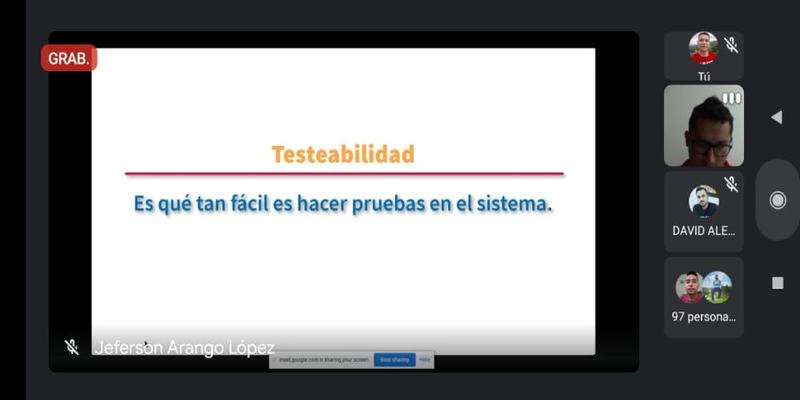 GRAB.
Testeabilidad
Es qué tan fácil es hacer pruebas en el sistema.
Jeferson Arango López
meet.google.com is sharing your screen.
Stop sharing
Hide
Tú
DAVID ALE...
97 persona...